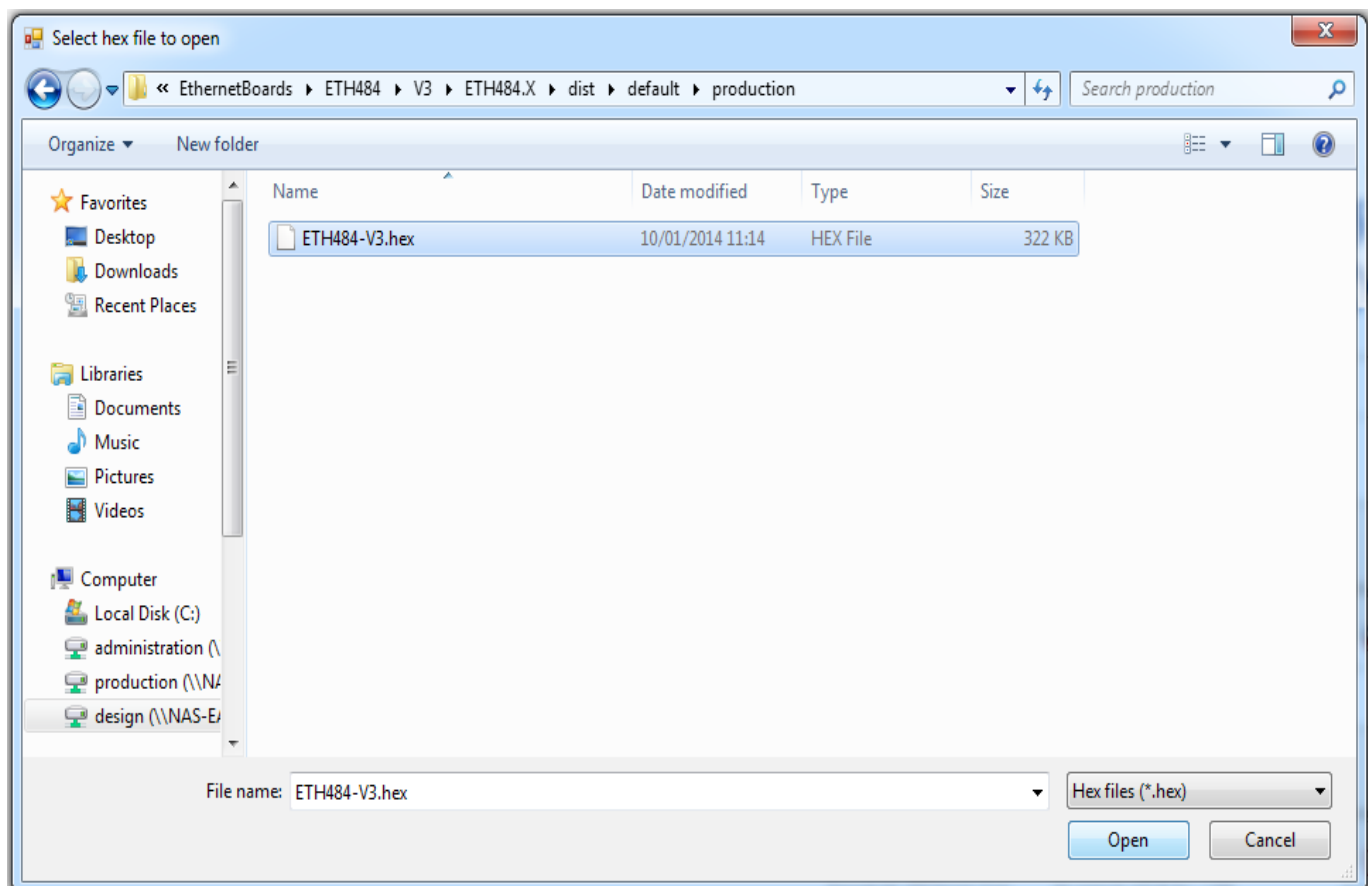 Select hex file to open
« EthernetBoards ▸ ETH484 ▸ V3 ▸ ETH484.X ▸ dist ▸ default ▸ production
Search production
Organize ▾ New folder
Name Date modified Type Size
ETH484-V3.hex 10/01/2014 11:14 HEX File 322 KB
Favorites
Desktop
Downloads
Recent Places
Libraries
Documents
Music
Pictures
Videos
Computer
Local Disk (C:)
administration (\
production (\\NA
design (\\NAS-EA
File name: ETH484-V3.hex Hex files (*.hex)
Open Cancel